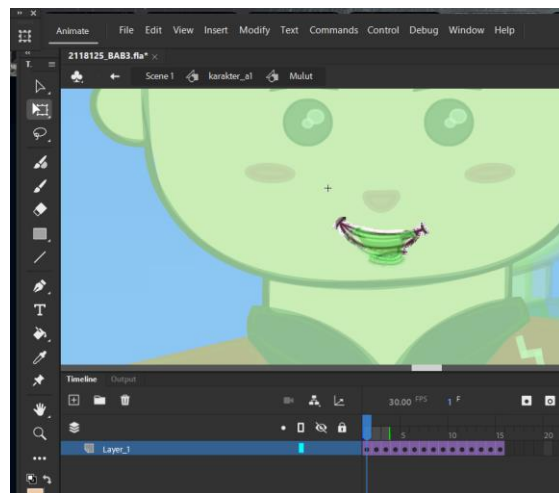 Animate File Edit View Insert Modify Text Commands Control Debug Window Help
2118125_BAB3.fla* ×
Scene 1 karakter_a1 Mulut
T.
T
Timeline Output
30.00 FPS 1 F
5 10 15 20
Layer_1